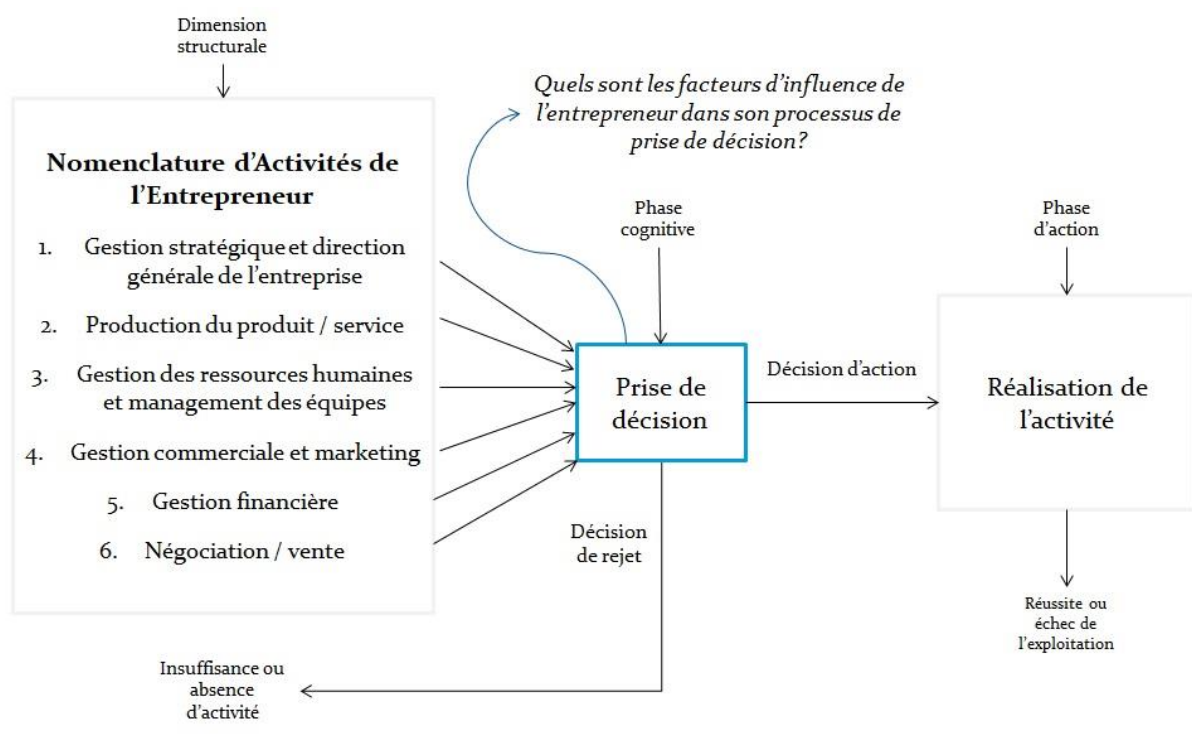 Dimension
structurale
Nomenclature d'Activités de
l'Entrepreneur
1. Gestion stratégique et direction
générale de l'entreprise
2. Production du produit / service
3. Gestion des ressources humaines
et management des équipes
4. Gestion commerciale et marketing
5. Gestion financière
6. Négociation / vente
Quels sont les facteurs d'influence de
l'entrepreneur dans son processus de
prise de décision?
Phase
cognitive
Prise de
décision
Décision d'action
Phase
d'action
Réalisation de
l'activité
Décision
de rejet
Insuffisance ou
absence
d'activité
Réussite ou
échec de
l'exploitation